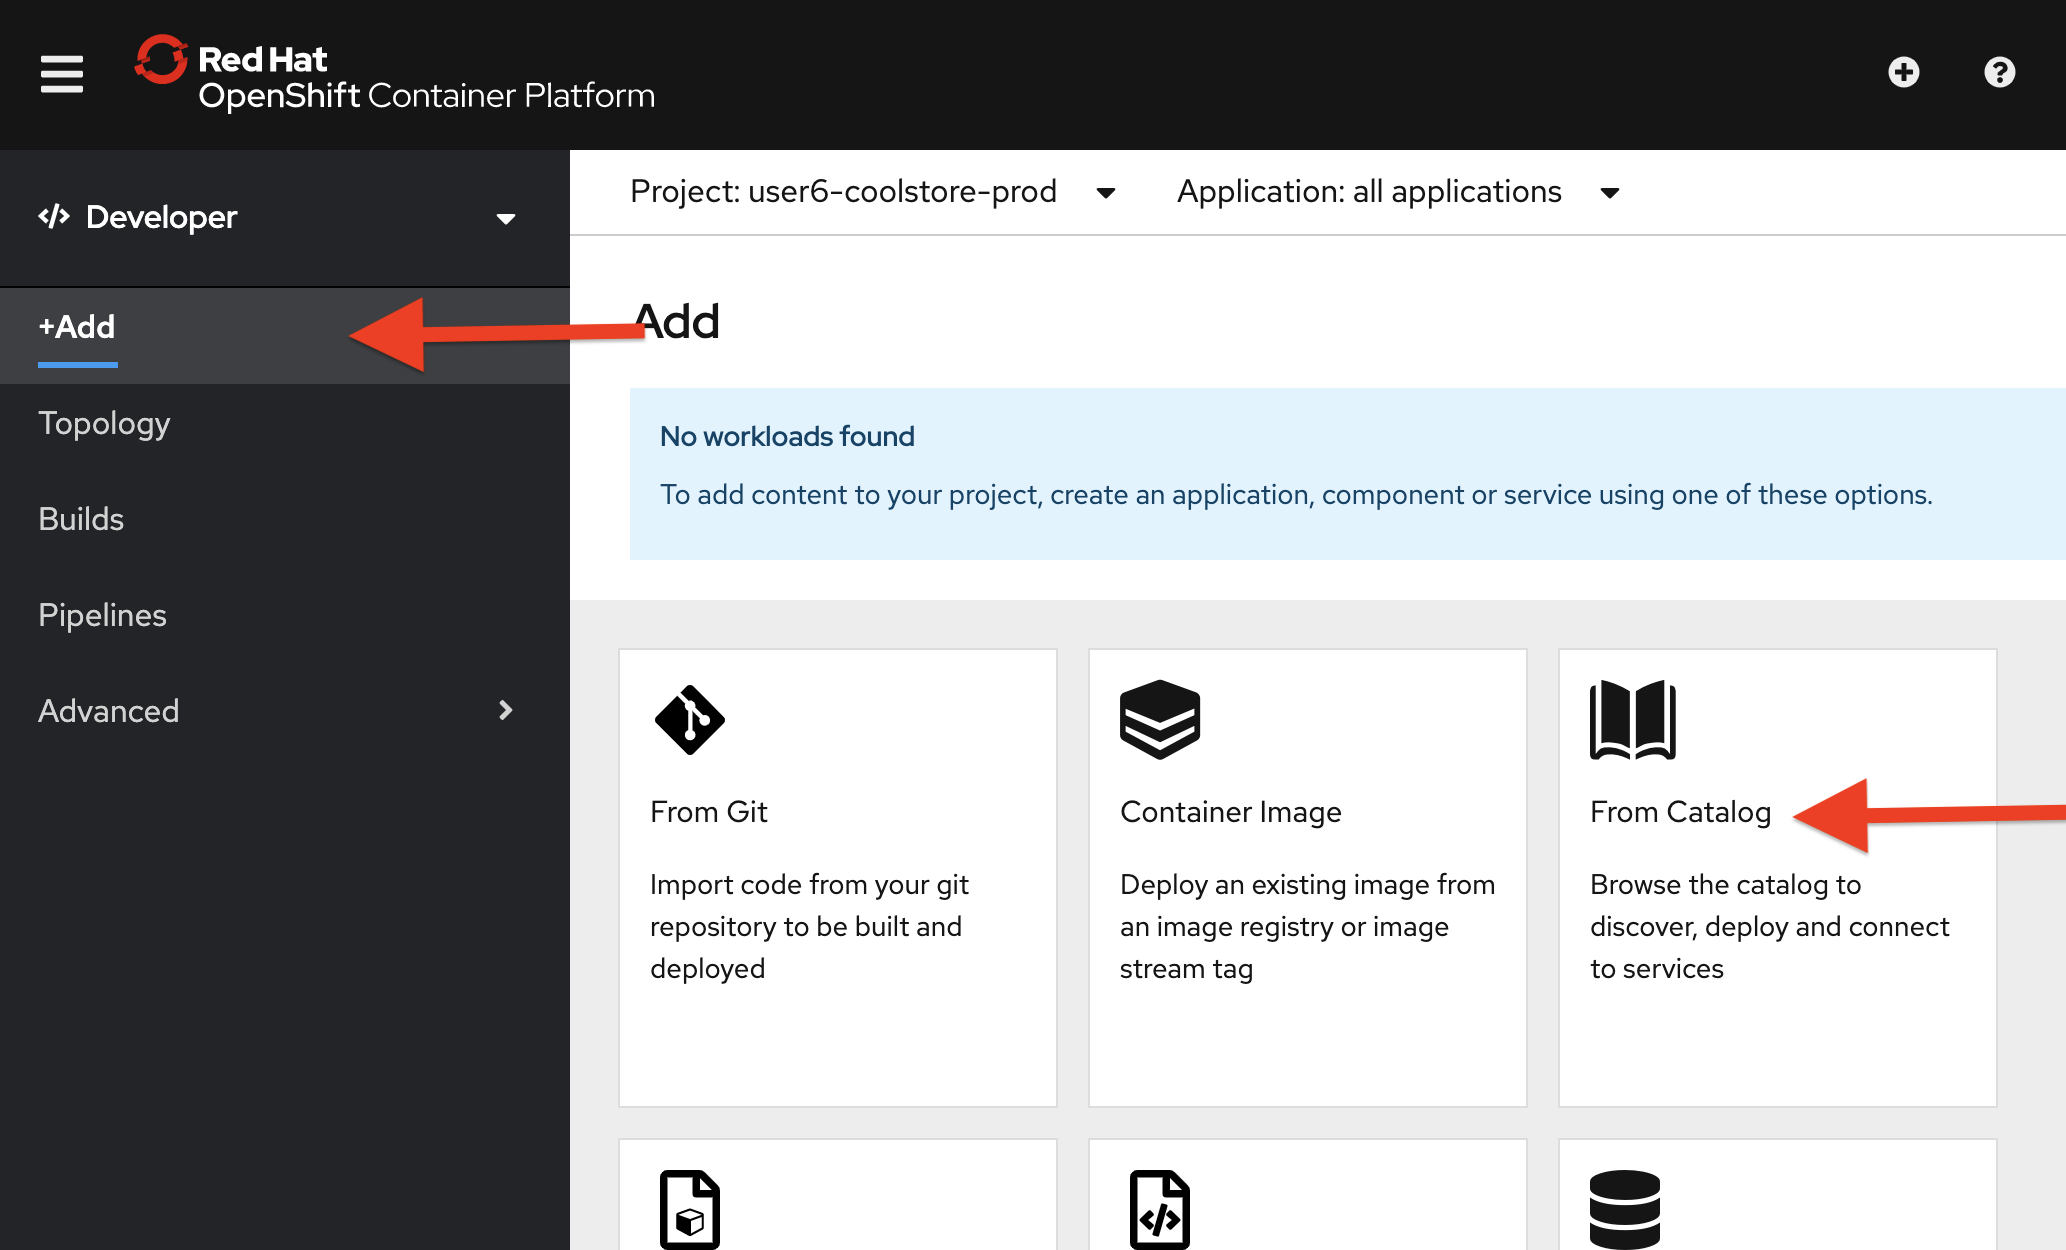 Red Hat
OpenShift Container Platform
Developer
Project: user6-coolstore-prod
Application: all applications
+Add
Topology
Builds
Pipelines
Advanced
Add
No workloads found
To add content to your project, create an application, component or service using one of these options.
From Git
Import code from your git
repository to be built and
deployed
Container Image
Deploy an existing image from
an image registry or image
stream tag
From Catalog
Browse the catalog to
discover, deploy and connect
to services